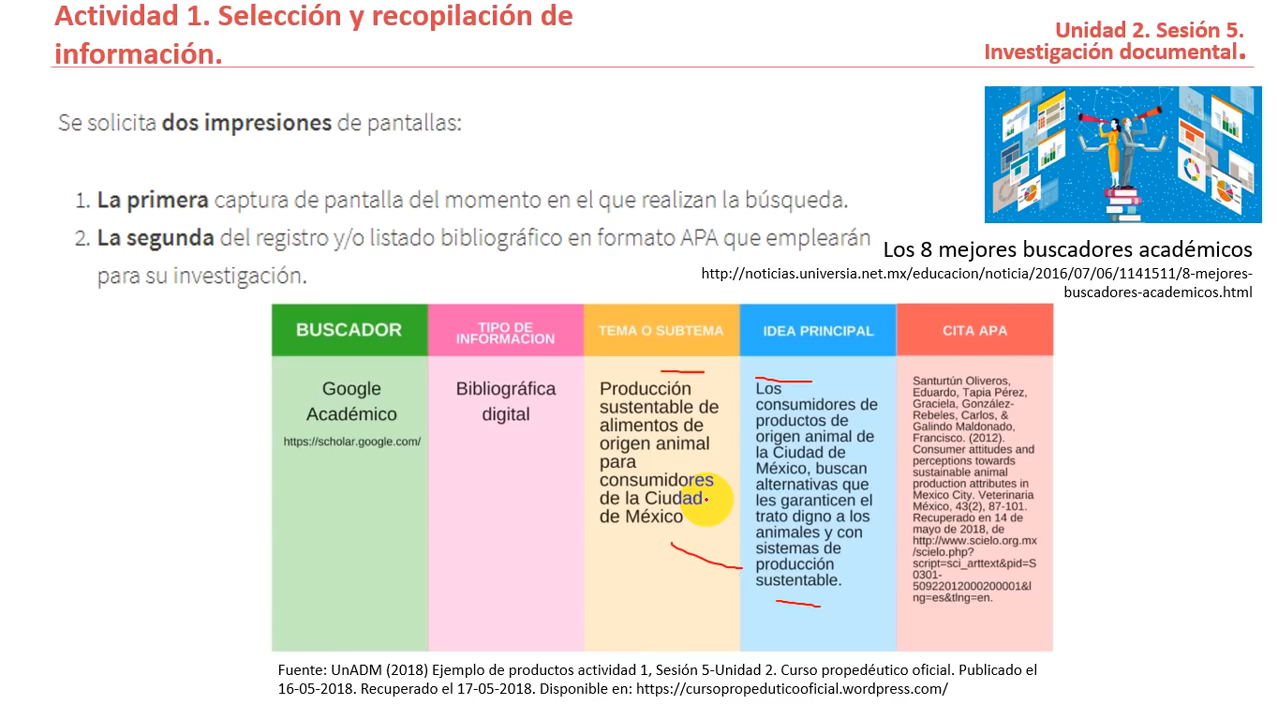 Actividad 1. Selección y recopilación de
información.
Unidad 2. Sesión 5.
Investigación documental.
Se solicita dos impresiones de pantallas:
1. La primera captura de pantalla del momento en el que realizan la búsqueda.
2. La segunda del registro y/o listado bibliográfico en formato APA que emplearán
para su investigación.
Los 8 mejores buscadores académicos
http://noticias.universia.net.mx/educacion/noticia/2016/07/06/1141511/8-mejores-
buscadores-academicos.html
BUSCADOR
Google
Académico
https://scholar.google.com/
TIPO DE
INFORMACION
Bibliográfica
digital
TEMA O SUBTEMA
Producción
sustentable de
alimentos de
origen animal
para
consumidores
de la Ciudad
de México
IDEA PRINCIPAL
Los
consumidores de
productos de
origen animal de
la Ciudad de
México, buscan
alternativas que
les garanticen el
trato digno a los
animales y con
sistemas de
producción
sustentable.
CITA APA
Santurtún Oliveros,
Eduardo, Tapia Pérez,
Graciela, González-
Rebeles, Carlos, &
Galindo Maldonado,
Francisco. (2012).
Consumer attitudes and
perceptions towards
sustainable animal
production attributes in
Mexico City. Veterinaria
México, 43(2), 87-101.
Recuperado en 14 de
mayo de 2018, de
http://www.scielo.org.mx
/scielo.php?
script=sci_arttext&pid=S
0301-
50922012000200001&l
ng=es&tlng=en.
Fuente: UnADM (2018) Ejemplo de productos actividad 1, Sesión 5-Unidad 2. Curso propedéutico oficial. Publicado el
16-05-2018. Recuperado el 17-05-2018. Disponible en: https://cursopropeduticooficial.wordpress.com/